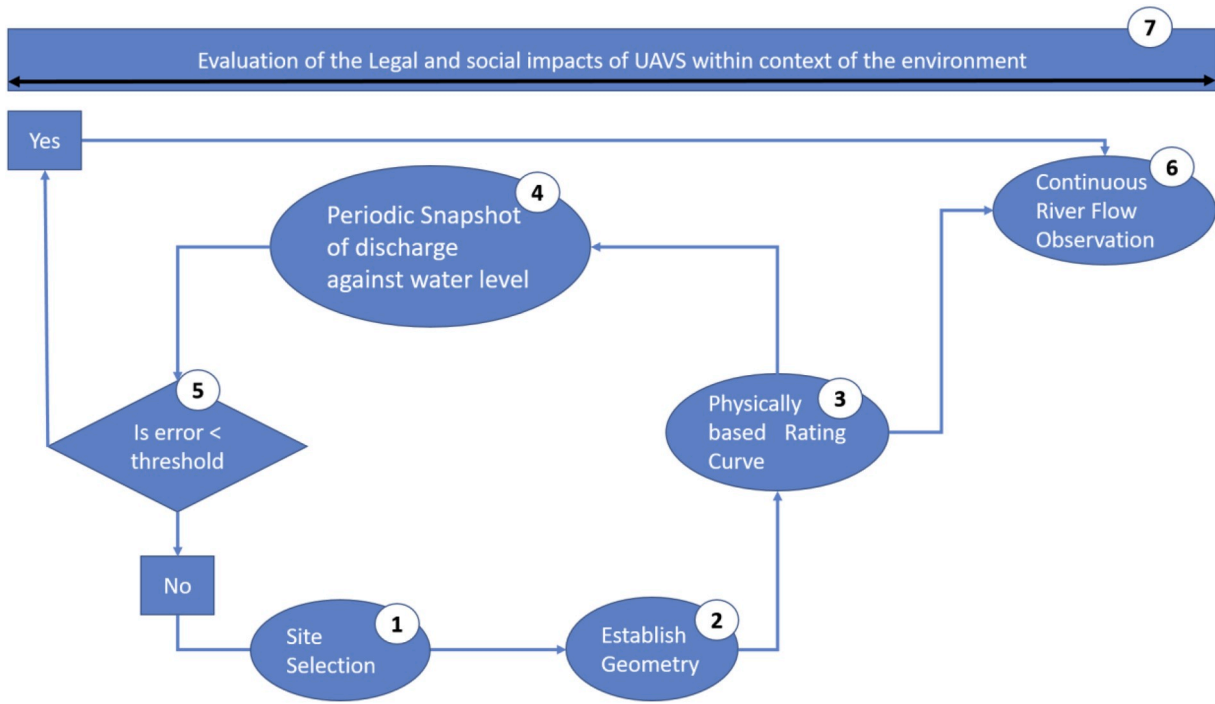 7
Evaluation of the Legal and social impacts of UAVS within context of the environment
Yes
4
Periodic Snapshot
of discharge
against water level
6
Continuous
River Flow
Observation
5
Is error <
threshold
3
Physically
based Rating
Curve
No
1
Site
Selection
2
Establish
Geometry